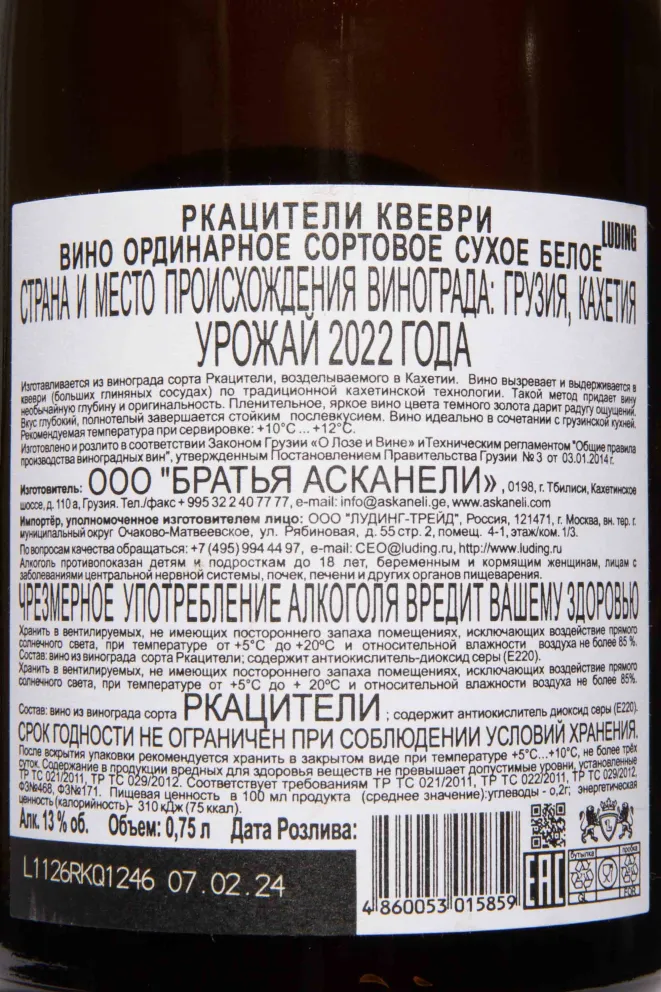 РКАЦИТЕЛИ КВЕВРИ
LUDING
ВИНО ОРДИНАРНОЕ СОРТОВОЕ СУХОЕ БЕЛОЕ
СТРАНА И МЕСТО ПРОИСХОЖДЕНИЯ ВИНОГРАДА: ГРУЗИЯ, КАХЕТИЯ
УРОЖАЙ 2022 ГОДА
Изготавливается из винограда сорта Ркацители, возделываемого в Кахетии. Вино вызревает и выдерживается в
квеври (больших глиняных сосудах) по традиционной кахетинской технологии. Такой метод придает вину
необычайную глубину и оригинальность. Пленительное, яркое вино цвета темного золота дарит радугу ощущений.
Вкус глубокий, полнотелый завершается стойким послевкусием. Вино идеально в сочетании с грузинской кухней.
Рекомендуемая температура при сервировке: +10°С ... +12°С.
Изготовлено и розлито в соответствии Законом Грузии «О Лозе и Вине» иТехническим регламентом "Общие правила
производства виноградных вин", утвержденным Постановлением Правительства Грузии №3 от 03.01.2014г.
Изготовитель: ООО "БРАТЬЯ АСКАНЕЛИ», 0198, г. Тбилиси, Кахетинское
шоссе, д. 110 а, Грузия. Тел./факс + 995 32 2 40 77 77, e-mail: info@askaneli.ge, www.askaneli.com
Импортёр, уполномоченное изготовителем лицо: ООО "ЛУДИНГ-ТРЕЙД", Россия, 121471, г. Москва, вн. тер. г.
муниципальный округ Очаково-Матвеевское, ул. Рябиновая, д. 55 стр. 2, помещ. 4-1, этаж/ком. 1/3.
По вопросам качества обращаться: +7 (495) 994 44 97, e-mail: CEO@luding.ru, http://www.luding.ru
Алкоголь противопоказан детям и подросткам до 18 лет, беременным и кормящим женщинам, лицам с
заболеваниями центральной нервной системы, почек, печени и других органов пищеварения.
ЧРЕЗМЕРНОЕ УПОТРЕБЛЕНИЕ АЛКОГОЛЯ ВРЕДИТ ВАШЕМУ ЗДОРОВЬЮ
Хранить в вентилируемых, не имеющих постороннего запаха помещениях, исключающих воздействие прямого
солнечного света, при температуре от +5°С до +20°С и относительной влажности воздуха не более 85 %.
Состав: вино из винограда сорта Ркацители; содержит антиокислитель-диоксид серы (Е220).
Хранить в вентилируемых, не имеющих постороннего запаха помещениях, исключающих воздействие прямого
солнечного света, при температуре от +5°С до + 20°С и относительной влажности воздуха не более 85%.
Состав: вино из винограда сорта РКАЦИТЕЛИ ; содержит антиокислитель диоксид серы (Е220).
СРОК ГОДНОСТИ НЕ ОГРАНИЧЕН ПРИ СОБЛЮДЕНИИ УСЛОВИЙ ХРАНЕНИЯ.
После вскрытия упаковки рекомендуется хранить в закрытом виде при температуре +5°С...+10°С, не более трёх
суток. Содержание в продукции вредных для здоровья веществ не превышает допустимые уровни, установленные
ТР ТС 021/2011, ТР ТС 029/2012. Соответствует требованиям ТР ТС 021/2011, ТР ТС 022/2011, ТР ТС 029/2012,
ФЗ№468, ФЗ№171. Пищевая ценность в 100 мл продукта (среднее значение):углеводы - 0,2г; энергетическая
ценность (калорийность)- 310 кДж (75 ккал).
Алк. 13 % об. Объем: 0,75 л Дата Розлива:
L1126RKQ1246 07.02.24
4 860053 015859
EAC
бутылка
пробка
GL
FOR